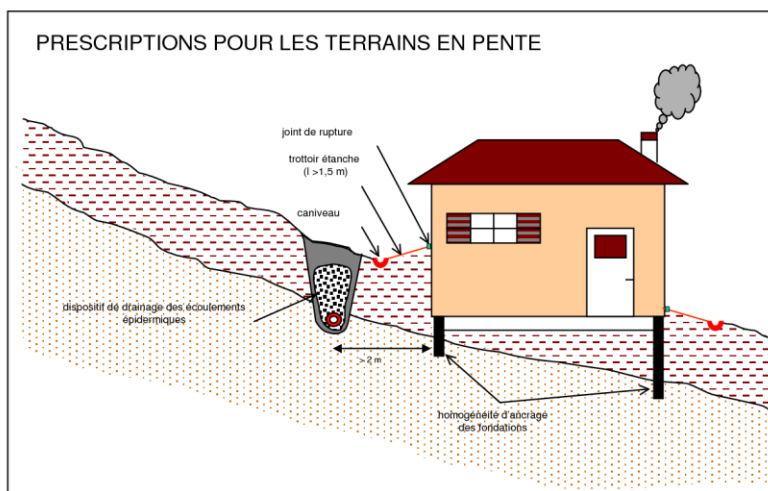 PRESCRIPTIONS POUR LES TERRAINS EN PENTE
joint de rupture
trottoir étanche
(l >1,5 m)
caniveau
dispositif de drainage des écoulements
épidermiques
> 2 m
homogénéité d'ancrage
des fondations